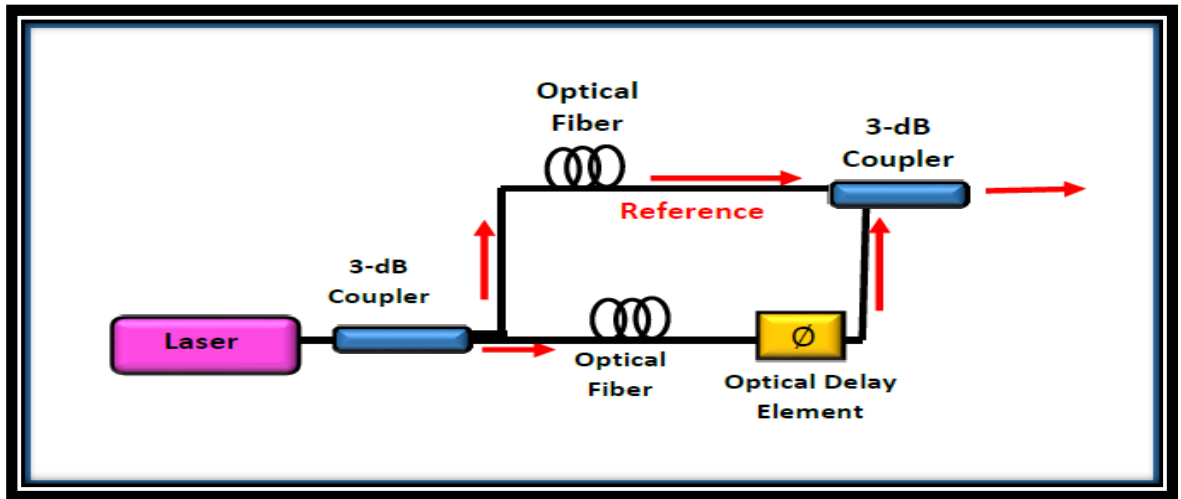 Optical
Fiber
3-dB
Coupler
Reference
3-dB
Coupler
Laser
Optical
Fiber
Ø
Optical Delay
Element